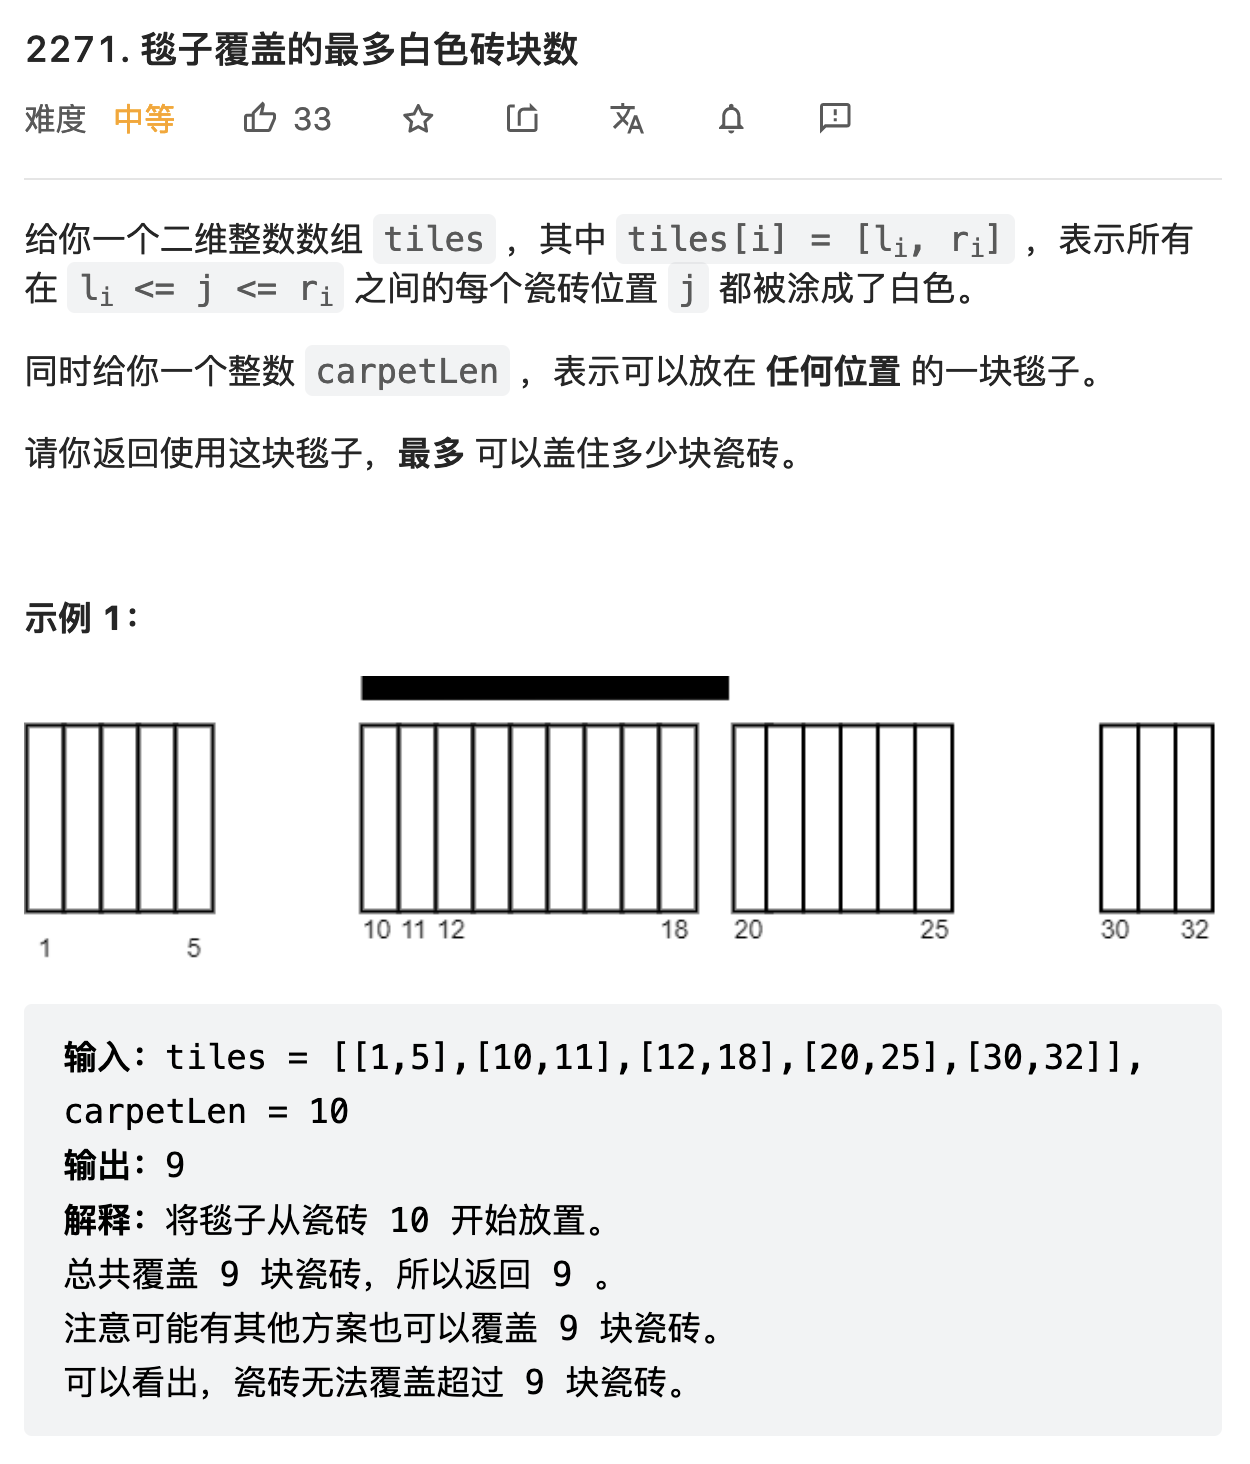 2271. 毯子覆盖的最多白色砖块数
难度 中等 33
给你一个二维整数数组 tiles ，其中 tiles[i] = [li, ri] ，表示所有
在 li <= j <= ri 之间的每个瓷砖位置 j 都被涂成了白色。
同时给你一个整数 carpetLen ，表示可以放在 任何位置 的一块毯子。
请你返回使用这块毯子，最多 可以盖住多少块瓷砖。
示例 1：
10 11 12 18 20 25 30 32
1 5
输入：tiles = [[1,5],[10,11],[12,18],[20,25],[30,32]],
carpetLen = 10
输出：9
解释：将毯子从瓷砖 10 开始放置。
总共覆盖 9 块瓷砖，所以返回 9 。
注意可能有其他方案也可以覆盖 9 块瓷砖。
可以看出，瓷砖无法覆盖超过 9 块瓷砖。